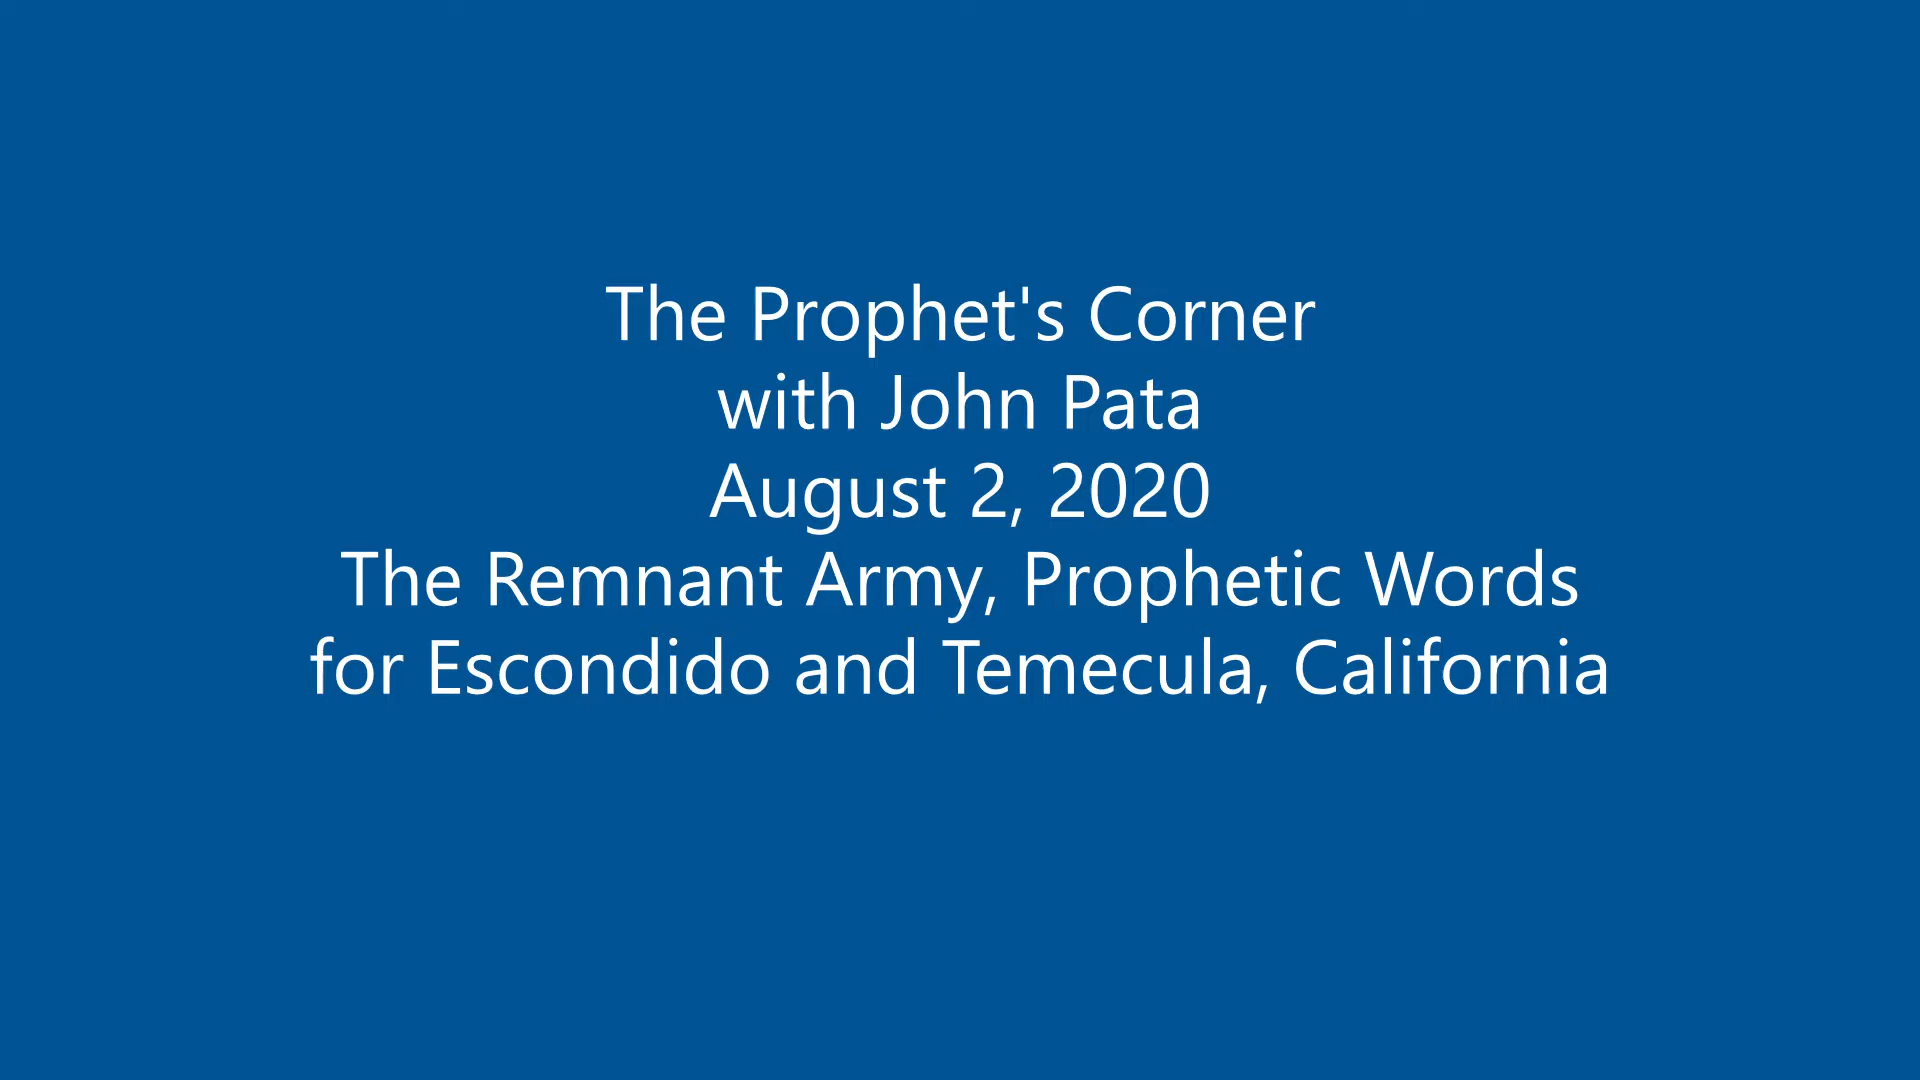 The Prophet's Corner
with John Pata
August 2, 2020
The Remnant Army, Prophetic Words
for Escondido and Temecula, California